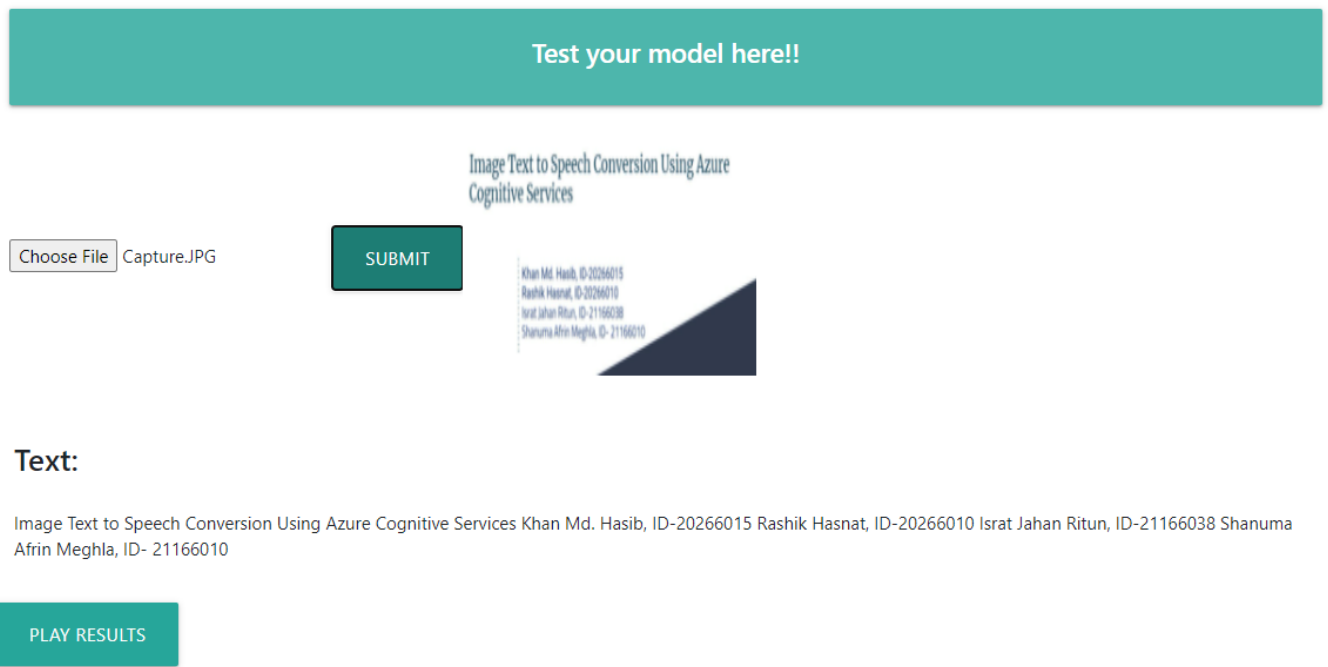 Test your model here!!
Image Text to Speech Conversion Using Azure
Cognitive Services
Choose File Capture.JPG
SUBMIT
Khan Md. Hasib, ID-20266015
Rashik Hasnat, ID-20266010
Israt Jahan Ritun, ID-21166038
Shanuma Afrin Meghla, ID- 21166010
Text:
Image Text to Speech Conversion Using Azure Cognitive Services Khan Md. Hasib, ID-20266015 Rashik Hasnat, ID-20266010 Israt Jahan Ritun, ID-21166038 Shanuma
Afrin Meghla, ID- 21166010
PLAY RESULTS